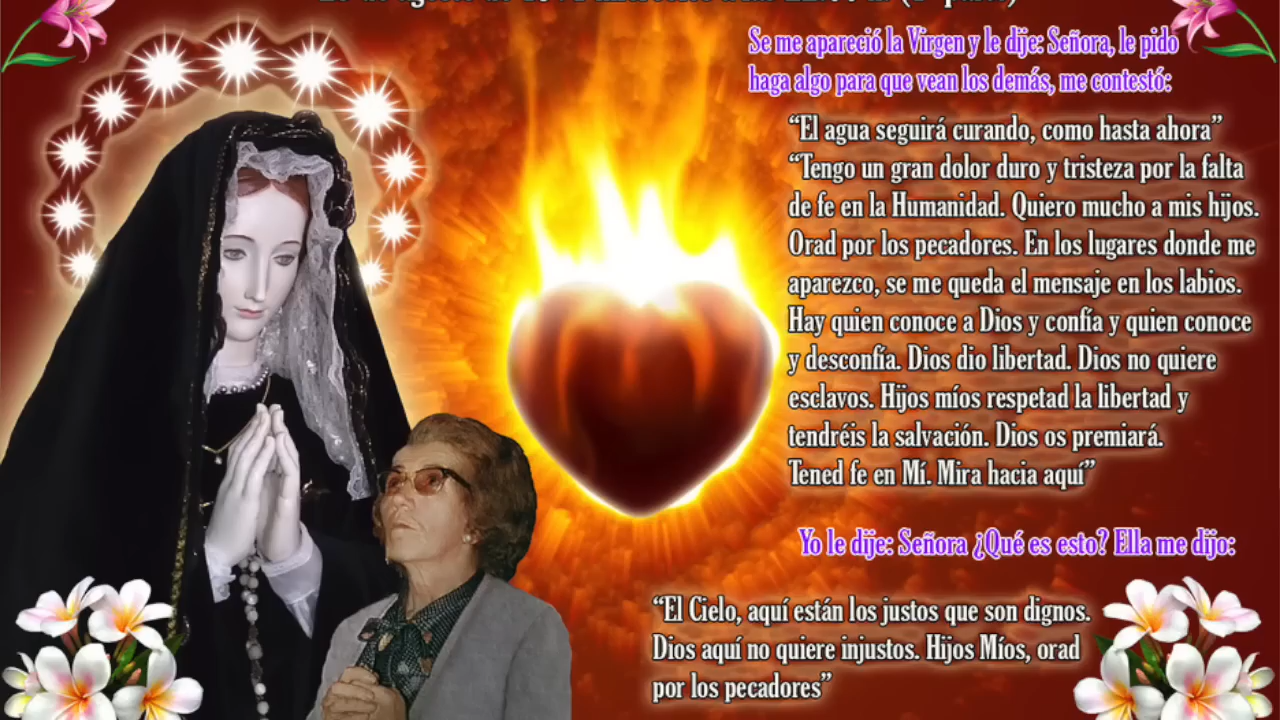 de agosto de
Se me apareció la Virgen y le dije: Señora, le pido
haga algo para que vean los demás, me contestó:
“El agua seguirá curando, como hasta ahora”
“Tengo un gran dolor duro y tristeza por la falta
de fe en la Humanidad. Quiero mucho a mis hijos.
Orad por los pecadores. En los lugares donde me
aparezco, se me queda el mensaje en los labios.
Hay quien conoce a Dios y confía y quien conoce
y desconfía. Dios dio libertad. Dios no quiere
esclavos. Hijos míos respetad la libertad y
tendréis la salvación. Dios os premiará.
Tened fe en Mí. Mira hacia aquí”
Yo le dije: Señora ¿Qué es esto? Ella me dijo:
“El Cielo, aquí están los justos que son dignos.
Dios aquí no quiere injustos. Hijos Míos, orad
por los pecadores”